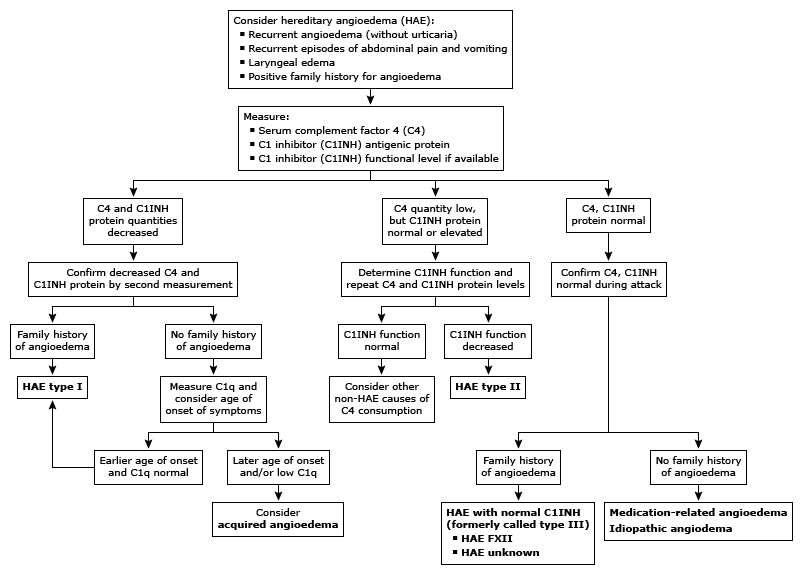 Consider hereditary angioedema (HAE):
▪ Recurrent angioedema (without urticaria)
▪ Recurrent episodes of abdominal pain and vomiting
▪ Laryngeal edema
▪ Positive family history for angioedema
Measure:
▪ Serum complement factor 4 (C4)
▪ C1 inhibitor (C1INH) antigenic protein
▪ C1 inhibitor (C1INH) functional level if available
C4 and C1INH
protein quantities
decreased
C4 quantity low,
but C1INH protein
normal or elevated
C4, C1INH
protein normal
Confirm decreased C4 and
C1INH protein by second measurement
Determine C1INH function and
repeat C4 and C1INH protein levels
Confirm C4, C1INH
normal during attack
Family history
of angioedema
No family history
of angioedema
C1INH function
normal
C1INH function
decreased
HAE type I
Measure C1q and
consider age of
onset of symptoms
Consider other
non-HAE causes of
C4 consumption
HAE type II
Earlier age of onset
and C1q normal
Later age of onset
and/or low C1q
Family history
of angioedema
No family history
of angioedema
Consider
acquired angioedema
HAE with normal C1INH
(formerly called type III)
▪ HAE FXII
▪ HAE unknown
Medication-related angioedema
Idiopathic angiodema